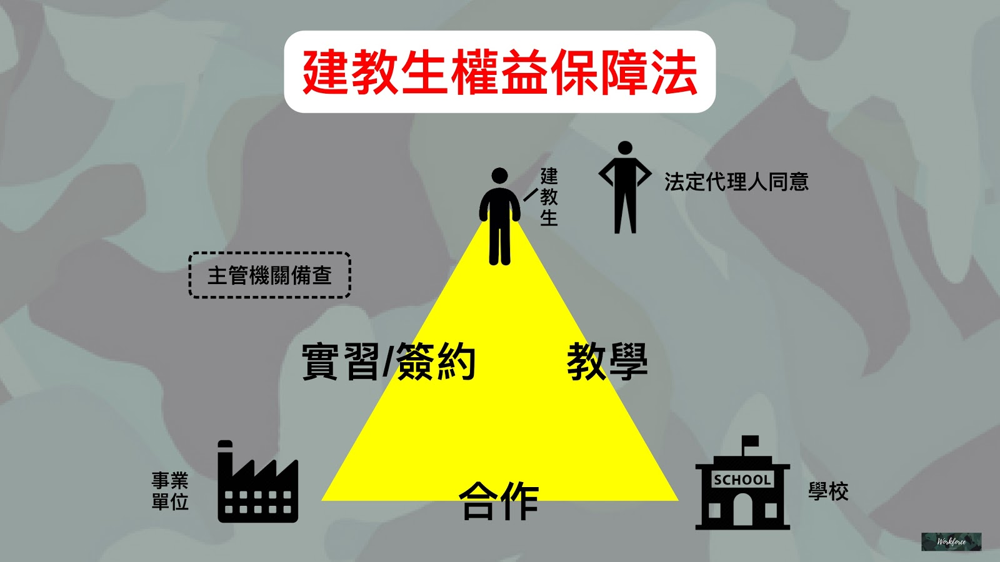 建教生權益保障法
建教生
法定代理人同意
主管機關備查
實習/簽約
教學
事業
單位
合作
SCHOOL
學校
Workforce